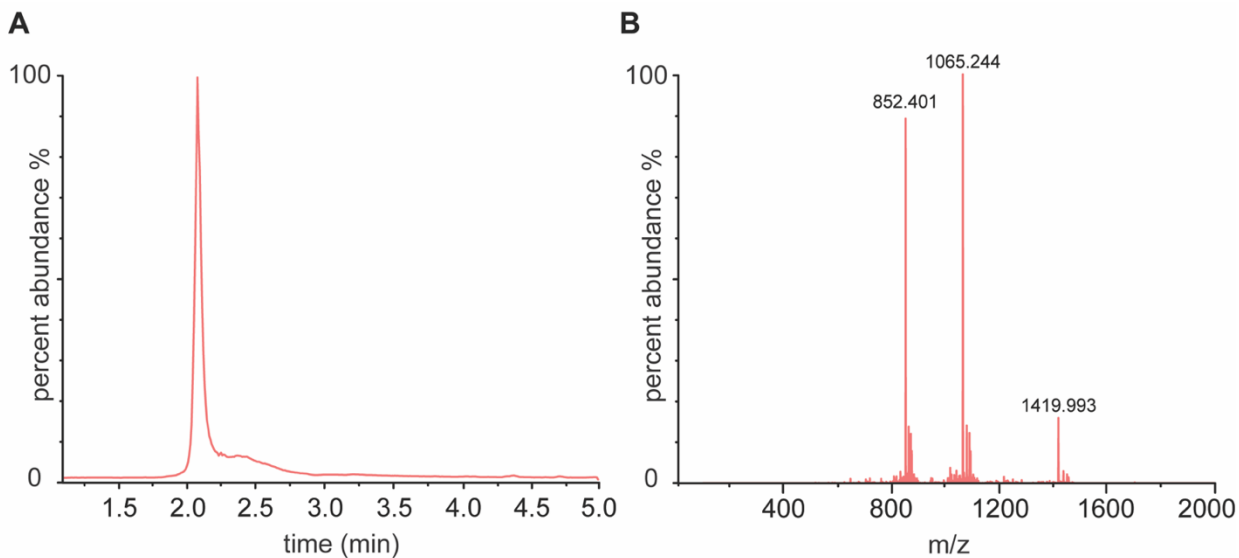 A
100
percent abundance %
0
1.5 2.0 2.5 3.0 3.5 4.0 4.5 5.0
time (min)
B
100
percent abundance %
0
852.401
1065.244
1419.993
400 800 1200 1600 2000
m/z